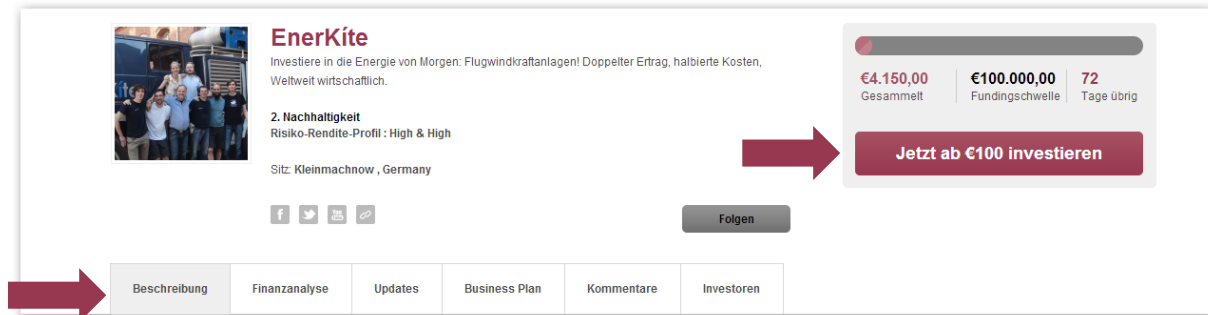 EnerKíte
Investiere in die Energie von Morgen: Flugwindkraftanlagen! Doppelter Ertrag, halbierte Kosten,
Weltweit wirtschaftlich.
2. Nachhaltigkeit
Risiko-Rendite-Profil : High & High
Sitz: Kleinmachnow , Germany
Folgen
€4.150,00
Gesammelt
€100.000,00
Fundingschwelle
72
Tage übrig
Jetzt ab €100 investieren
Beschreibung
Finanzanalyse
Updates
Business Plan
Kommentare
Investoren